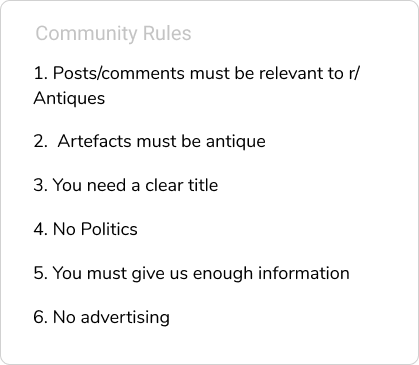 Community Rules
1. Posts/comments must be relevant to r/
Antiques
2.  Artefacts must be antique
3. You need a clear title
4. No Politics
5. You must give us enough information
6. No advertising